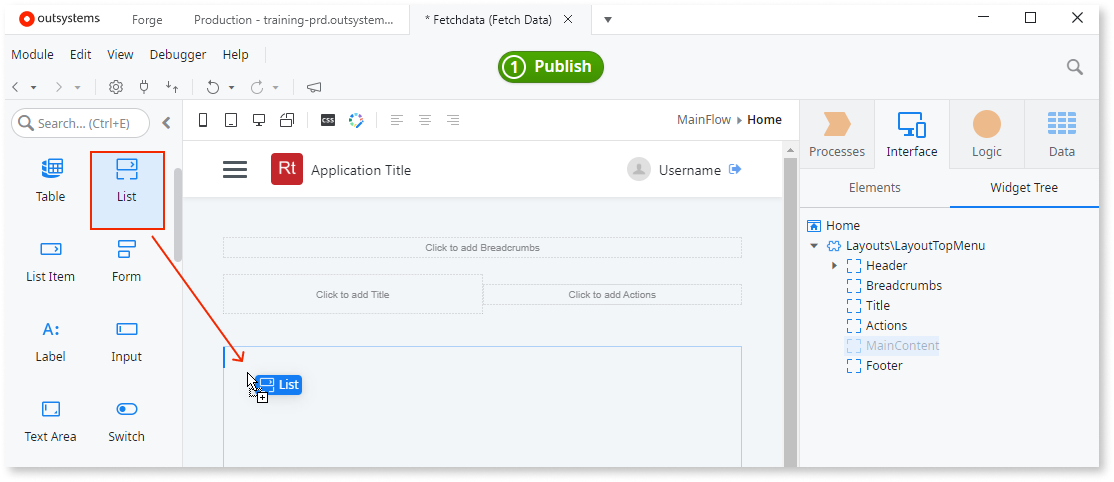 outsystems
Forge
Production - training-prd.outsystem...
* Fetchdata (Fetch Data)
Module
Edit
View
Debugger
Help
1
Publish
Search... (Ctrl+E)
CSS
MainFlow
Home
Processes
Interface
Logic
Data
Table
List
List Item
Form
Label
Input
Text Area
Switch
A:
Rt
Application Title
Username
Click to add Breadcrumbs
Click to add Title
Click to add Actions
List
Elements
Widget Tree
Home
Layouts\LayoutTopMenu
Header
Breadcrumbs
Title
Actions
MainContent
Footer